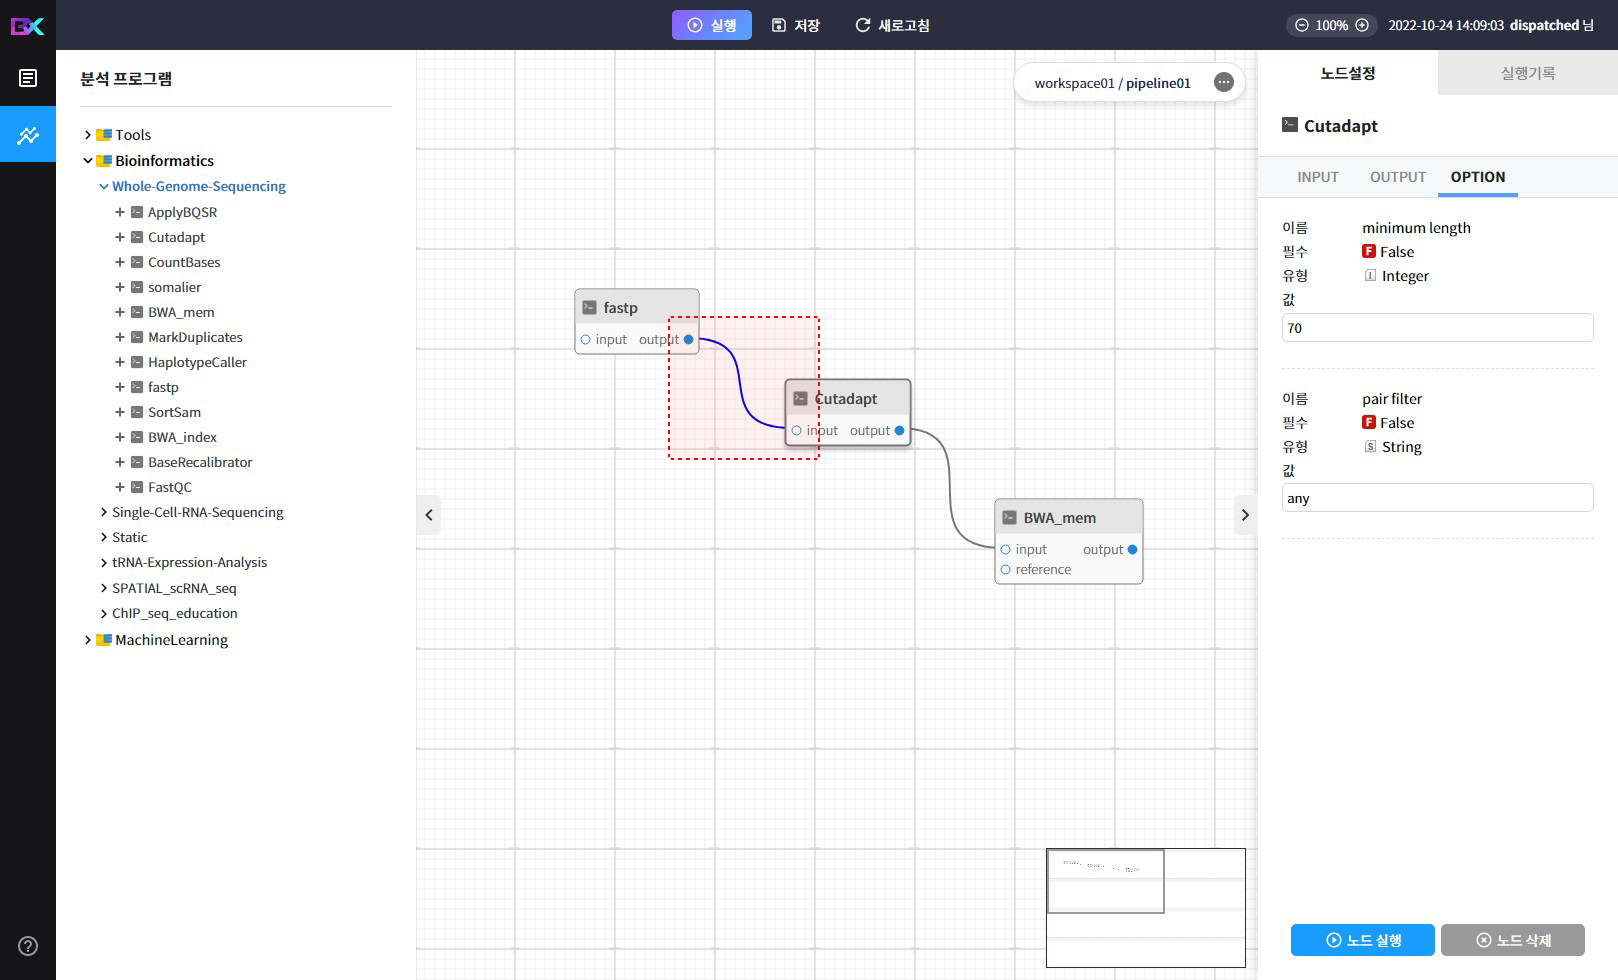 BX
실행
저장
새로고침
100%
2022-10-24 14:09:03 dispatched 님
분석 프로그램
Tools
Bioinformatics
Whole-Genome-Sequencing
ApplyBQSR
Cutadapt
CountBases
somalier
BWA_mem
MarkDuplicates
HaplotypeCaller
fastp
SortSam
BWA_index
BaseRecalibrator
FastQC
Single-Cell-RNA-Sequencing
Static
tRNA-Expression-Analysis
SPATIAL_scRNA_seq
ChIP_seq_education
MachineLearning
workspace01 / pipeline01
fastp
input output
Cutadapt
input output
BWA_mem
input output
reference
노드설정
실행기록
Cutadapt
INPUT OUTPUT OPTION
이름 minimum length
필수 F False
유형 I Integer
값
70
이름 pair filter
필수 F False
유형 S String
값
any
노드 실행
노드 삭제